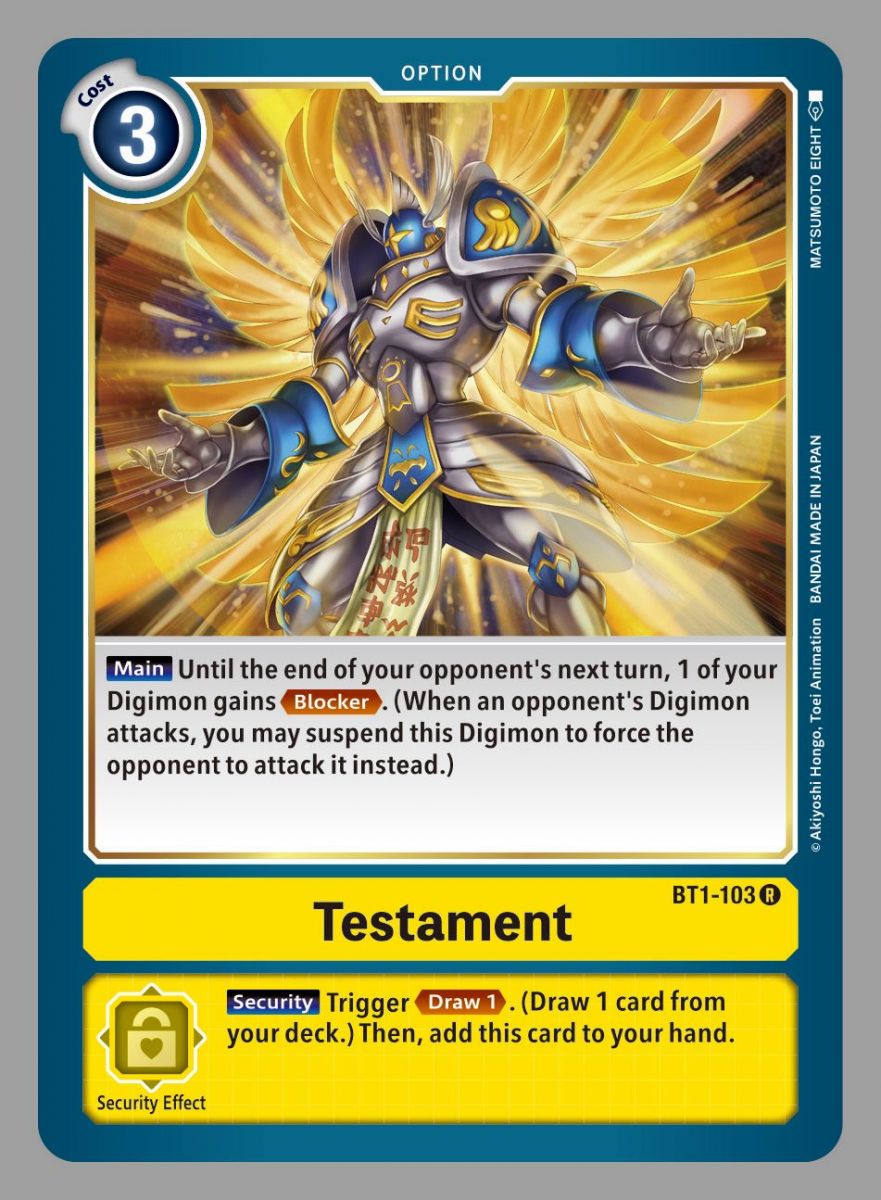 OPTION
Cost
3
MATSUMOTO EIGHT
BANDAI MADE IN JAPAN
© Akiyoshi Hongo, Toei Animation
Main Until the end of your opponent's next turn, 1 of your
Digimon gains Blocker. (When an opponent's Digimon
attacks, you may suspend this Digimon to force the
opponent to attack it instead.)
BT1-103 R
Testament
Security Trigger Draw 1. (Draw 1 card from
your deck.) Then, add this card to your hand.
Security Effect